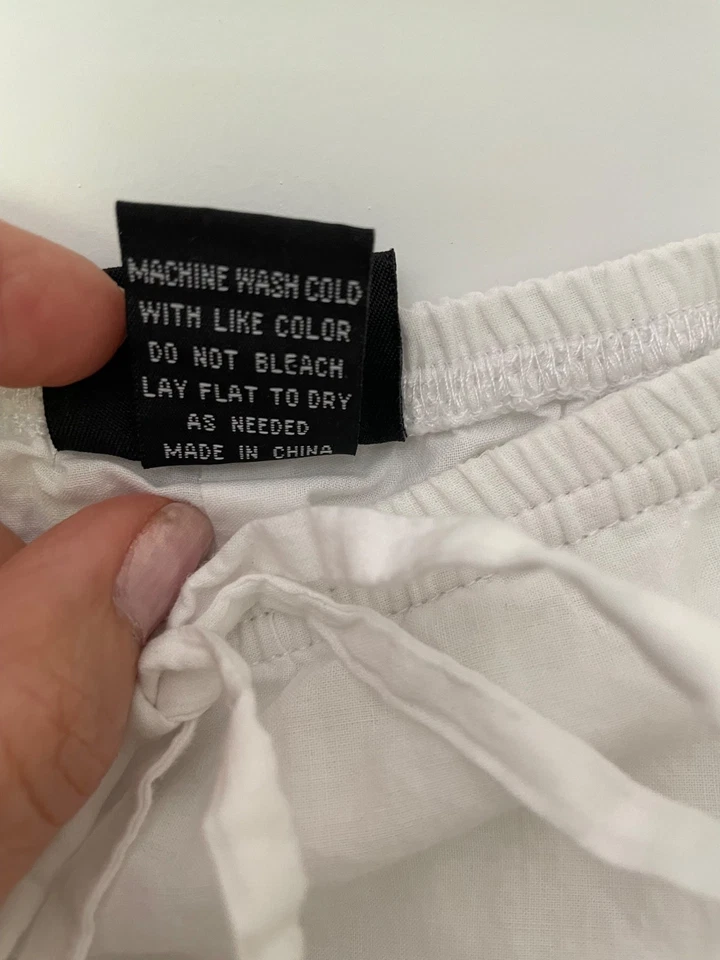 MACHINE WASH COLD
WITH LIKE COLOR
DO NOT BLEACH
LAY FLAT TO DRY
AS NEEDED
MADE IN CHINA